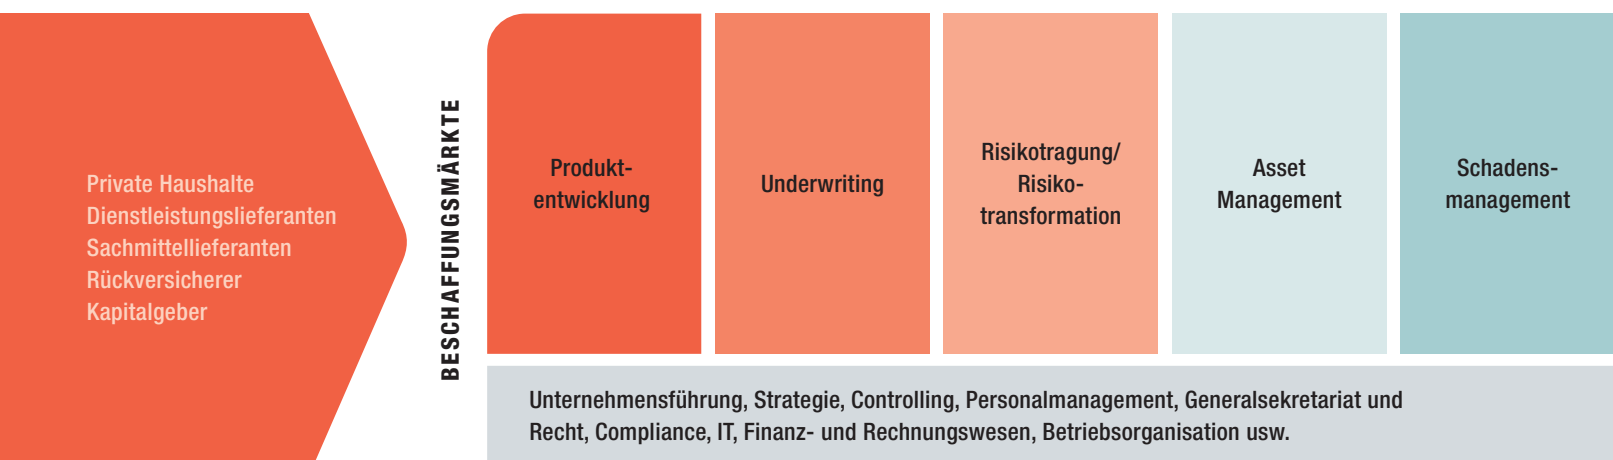 Private Haushalte
Dienstleistungslieferanten
Sachmittellieferanten
Rückversicherer
Kapitalgeber
BESCHAFFUNGSMÄRKTE
Produkt-
entwicklung
Underwriting
Risikotragung/
Risiko-
transformation
Asset
Management
Schadens-
management
Unternehmensführung, Strategie, Controlling, Personalmanagement, Generalsekretariat und
Recht, Compliance, IT, Finanz- und Rechnungswesen, Betriebsorganisation usw.